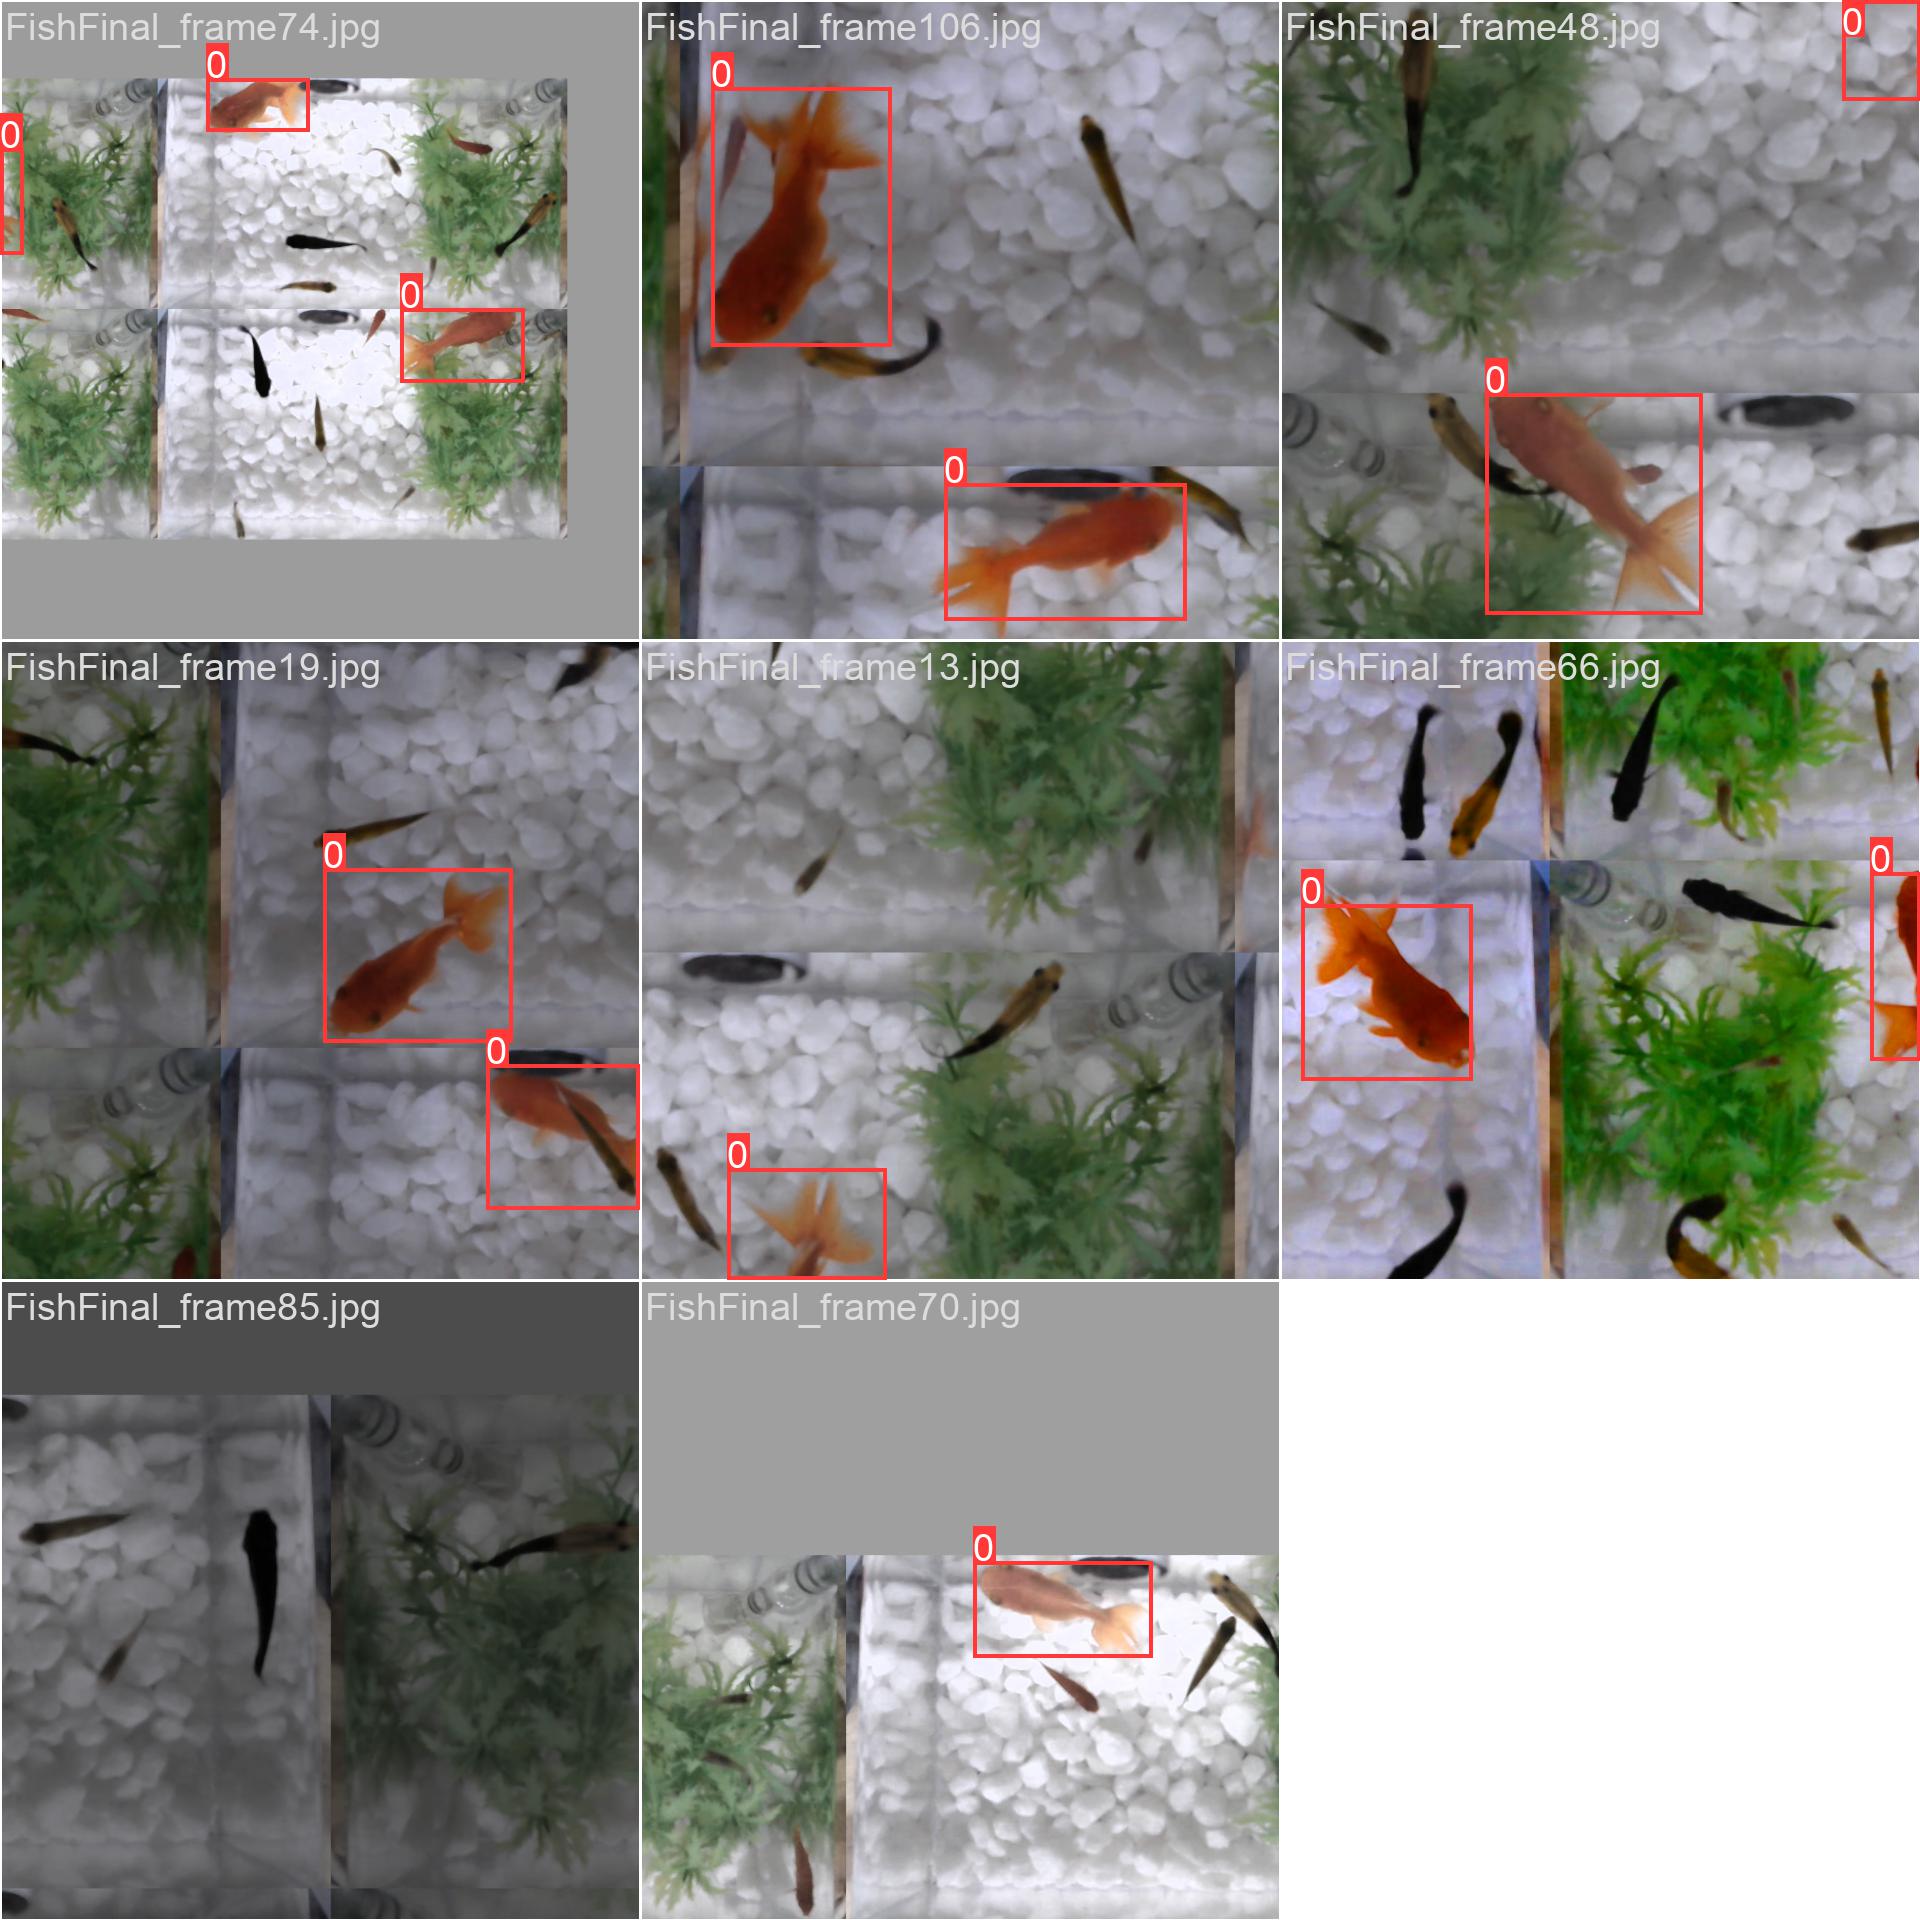 FishFinal_frame74.jpg
0
0
0
FishFinal_frame106.jpg
0
0
FishFinal_frame48.jpg
0
0
FishFinal_frame19.jpg
0
0
FishFinal_frame13.jpg
0
FishFinal_frame66.jpg
0
0
FishFinal_frame85.jpg
FishFinal_frame70.jpg
0